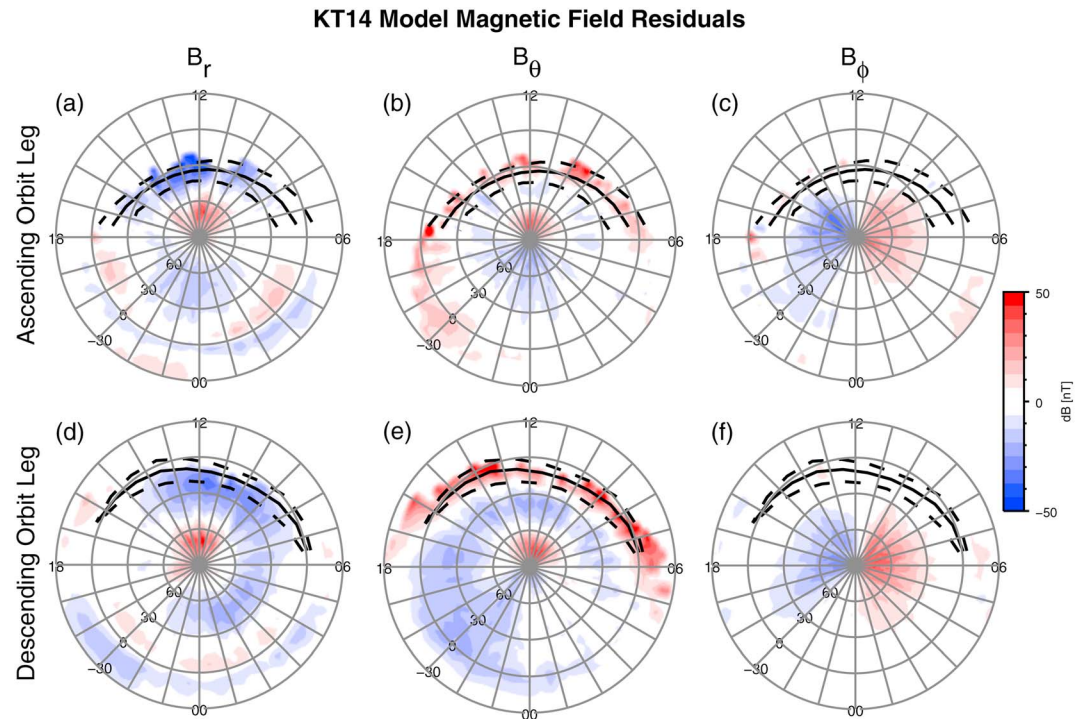 KT14 Model Magnetic Field Residuals
Br Bθ Bϕ
Ascending Orbit Leg
(a) (b) (c)
12 12 12
18 06 18 06 18 06
60 60 60
30 30 30
0 0 0
−30 −30 −30
00 00 00
50
0
−50
dB [nT]
Descending Orbit Leg
(d) (e) (f)
12 12 12
18 06 18 06 18 06
60 60 60
30 30 30
0 0 0
−30 −30 −30
00 00 00